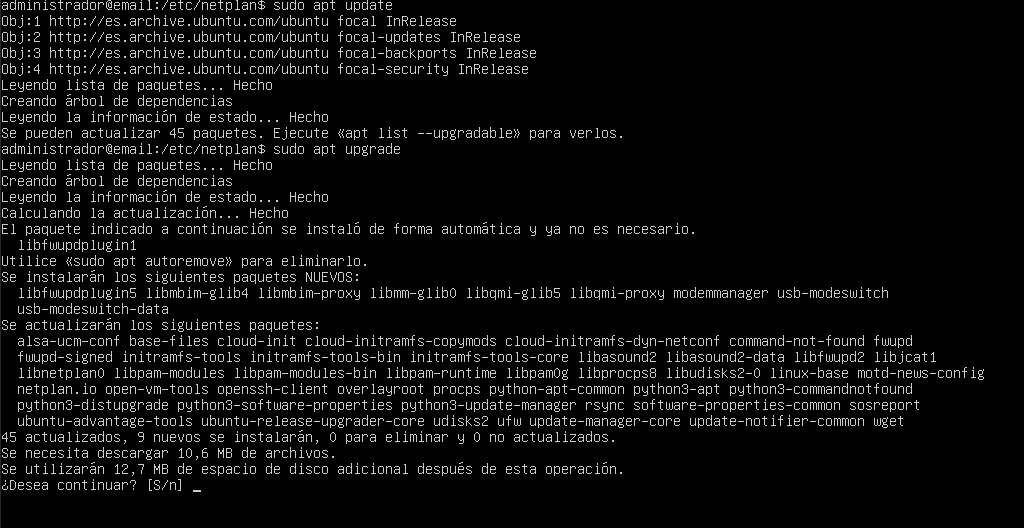 administrador@email:/etc/netplan$ sudo apt update
Obj:1 http://es.archive.ubuntu.com/ubuntu focal InRelease
Obj:2 http://es.archive.ubuntu.com/ubuntu focal-updates InRelease
Obj:3 http://es.archive.ubuntu.com/ubuntu focal-backports InRelease
Obj:4 http://es.archive.ubuntu.com/ubuntu focal-security InRelease
Leyendo lista de paquetes... Hecho
Creando árbol de dependencias
Leyendo la información de estado... Hecho
Se pueden actualizar 45 paquetes. Ejecute «apt list --upgradable» para verlos.
administrador@email:/etc/netplan$ sudo apt upgrade
Leyendo lista de paquetes... Hecho
Creando árbol de dependencias
Leyendo la información de estado... Hecho
Calculando la actualización... Hecho
El paquete indicado a continuación se instaló de forma automática y ya no es necesario.
  libfwupdplugin1
Utilice «sudo apt autoremove» para eliminarlo.
Se instalarán los siguientes paquetes NUEVOS:
  libfwupdplugin5 libmbim-glib4 libmbim-proxy libmm-glib0 libqmi-glib5 libqmi-proxy modemmanager usb-modeswitch
  usb-modeswitch-data
Se actualizarán los siguientes paquetes:
  alsa-ucm-conf base-files cloud-init cloud-initramfs-copymods cloud-initramfs-dyn-netconf command-not-found fwupd
  fwupd-signed initramfs-tools initramfs-tools-bin initramfs-tools-core libasound2 libasound2-data libfwupd2 libjcat1
  libnetplan0 libpam-modules libpam-modules-bin libpam-runtime libpam0g libprocps8 libudisks2-0 linux-base motd-news-config
  netplan.io open-vm-tools openssh-client overlayroot procps python-apt-common python3-apt python3-commandnotfound
  python3-distupgrade python3-software-properties python3-update-manager rsync software-properties-common sosreport
  ubuntu-advantage-tools ubuntu-release-upgrader-core udisks2 ufw update-manager-core update-notifier-common wget
45 actualizados, 9 nuevos se instalarán, 0 para eliminar y 0 no actualizados.
Se necesita descargar 10,6 MB de archivos.
Se utilizarán 12,7 MB de espacio de disco adicional después de esta operación.
¿Desea continuar? [S/n] _